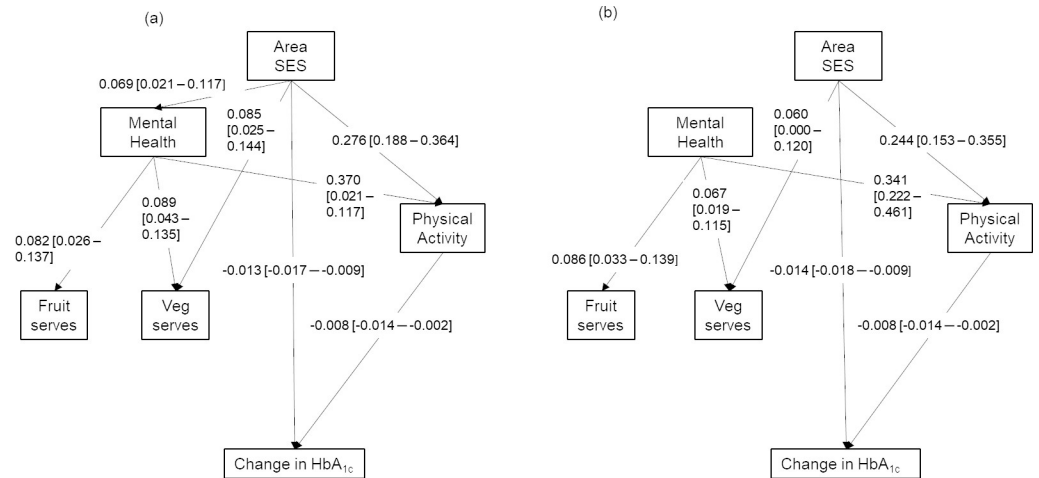 (a)
Area
SES
0.069 [0.021 – 0.117]
Mental
Health
0.085
[0.025 –
0.144]
0.276 [0.188 – 0.364]
0.370
[0.021 –
0.117]
0.089
[0.043 –
0.135]
Physical
Activity
0.082 [0.026 –
0.137]
-0.013 [-0.017 – -0.009]
Fruit
serves
Veg
serves
-0.008 [-0.014 – -0.002]
Change in HbA1c
(b)
Area
SES
Mental
Health
0.060
[0.000 –
0.120]
0.244 [0.153 – 0.355]
0.341
[0.222 –
0.461]
0.067
[0.019 –
0.115]
Physical
Activity
0.086 [0.033 – 0.139]
-0.014 [-0.018 – -0.009]
Fruit
serves
Veg
serves
-0.008 [-0.014 – -0.002]
Change in HbA1c